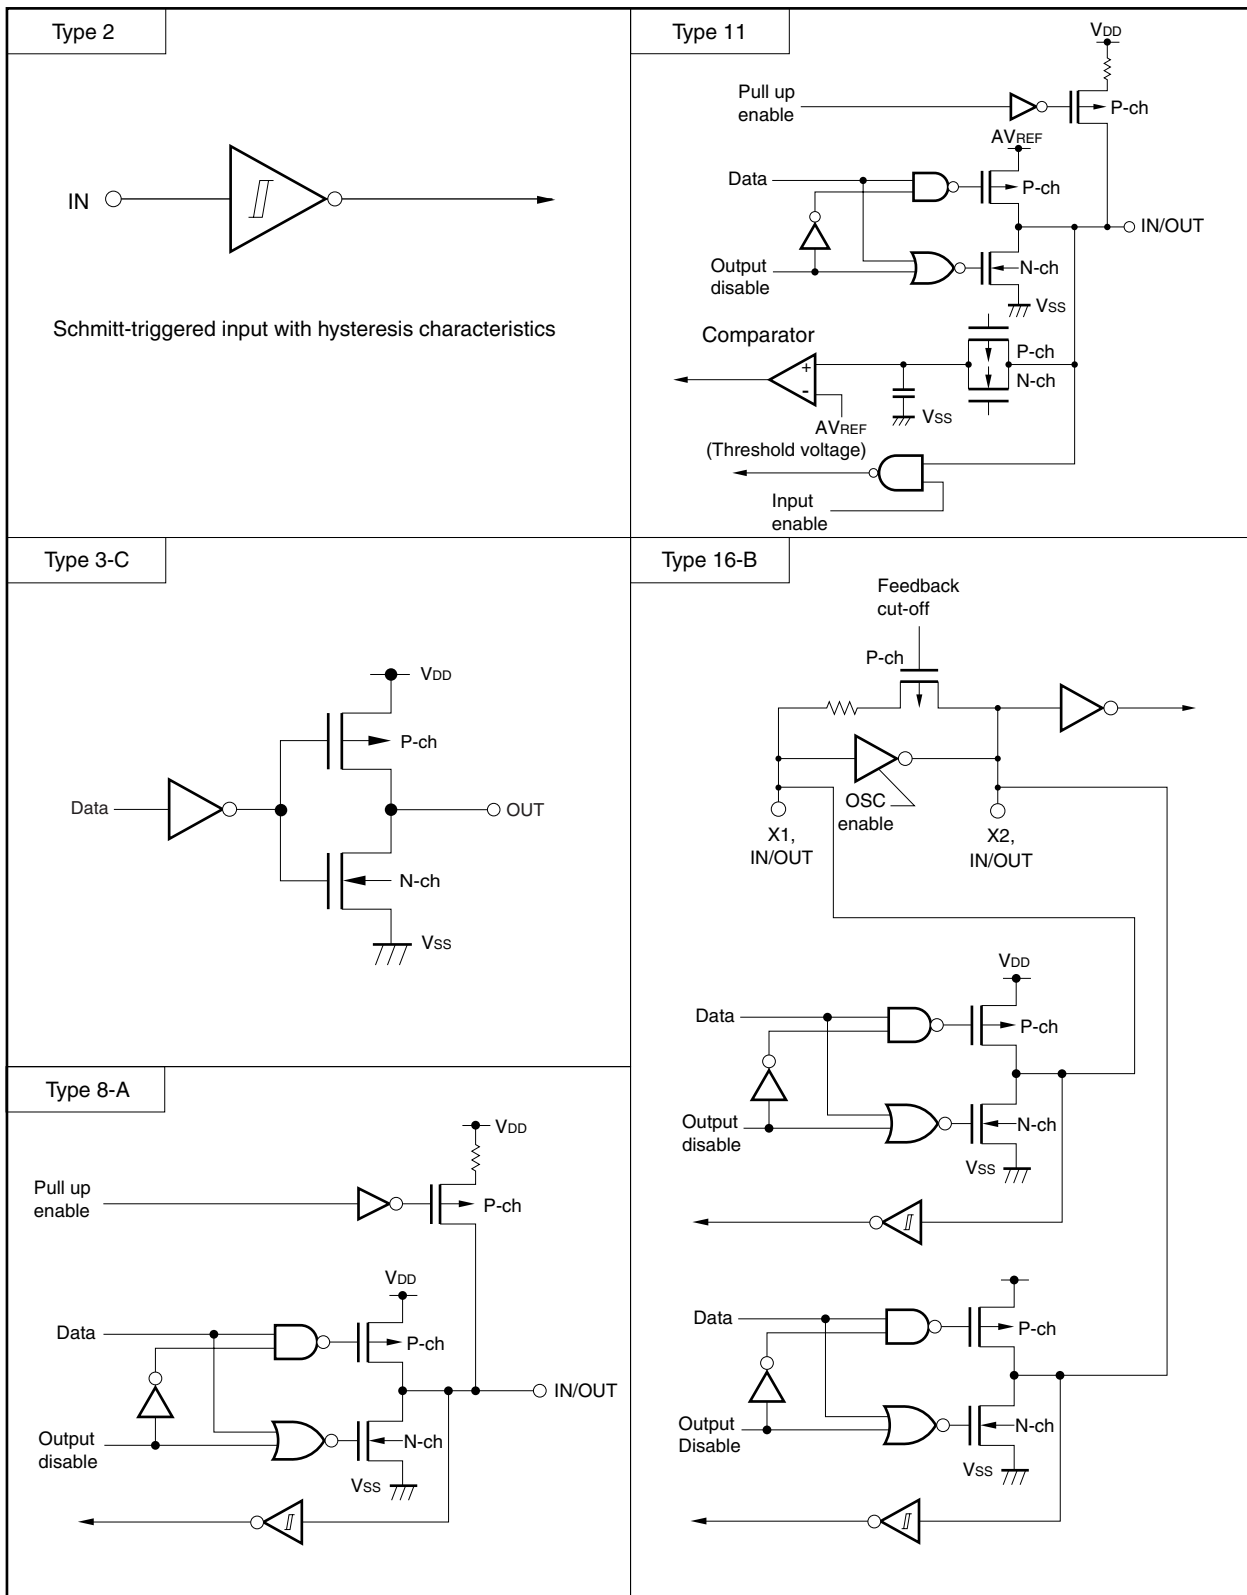 Type 2
IN
Schmitt-triggered input with hysteresis characteristics
Type 11
VDD
Pull up
enable
P-ch
AVREF
Data
P-ch
IN/OUT
Output
disable
N-ch
VSS
Comparator
P-ch
N-ch
+
-
VSS
AVREF
(Threshold voltage)
Input
enable
Type 3-C
VDD
P-ch
Data
OUT
N-ch
VSS
Type 16-B
Feedback
cut-off
P-ch
OSC
enable
X1,
IN/OUT
X2,
IN/OUT
VDD
Data
P-ch
Output
disable
N-ch
VSS
Data
P-ch
Output
Disable
N-ch
VSS
Type 8-A
VDD
Pull up
enable
P-ch
VDD
Data
P-ch
IN/OUT
Output
disable
N-ch
VSS